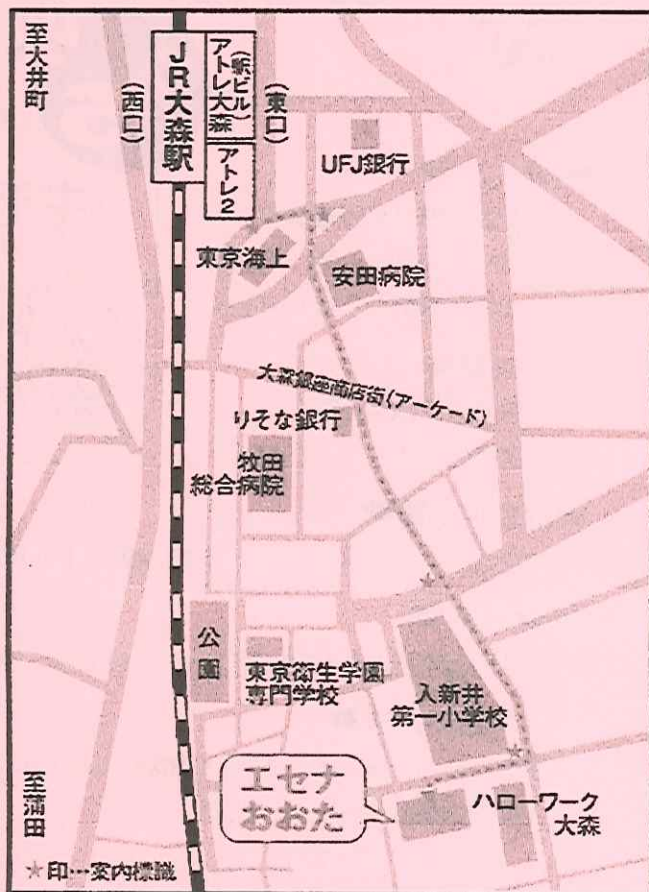 至大井町
(西口)
JR大森駅
(駅ビル)
アトレ大森
アトレ2
(東口)
UFJ銀行
東京海上
安田病院
大森銀座商店街(アーケード)
りそな銀行
牧田
総合病院
公園
東京衛生学園
専門学校
入新井
第一小学校
エセナ
おおた
ハローワーク
大森
至蒲田
★印…案内標識